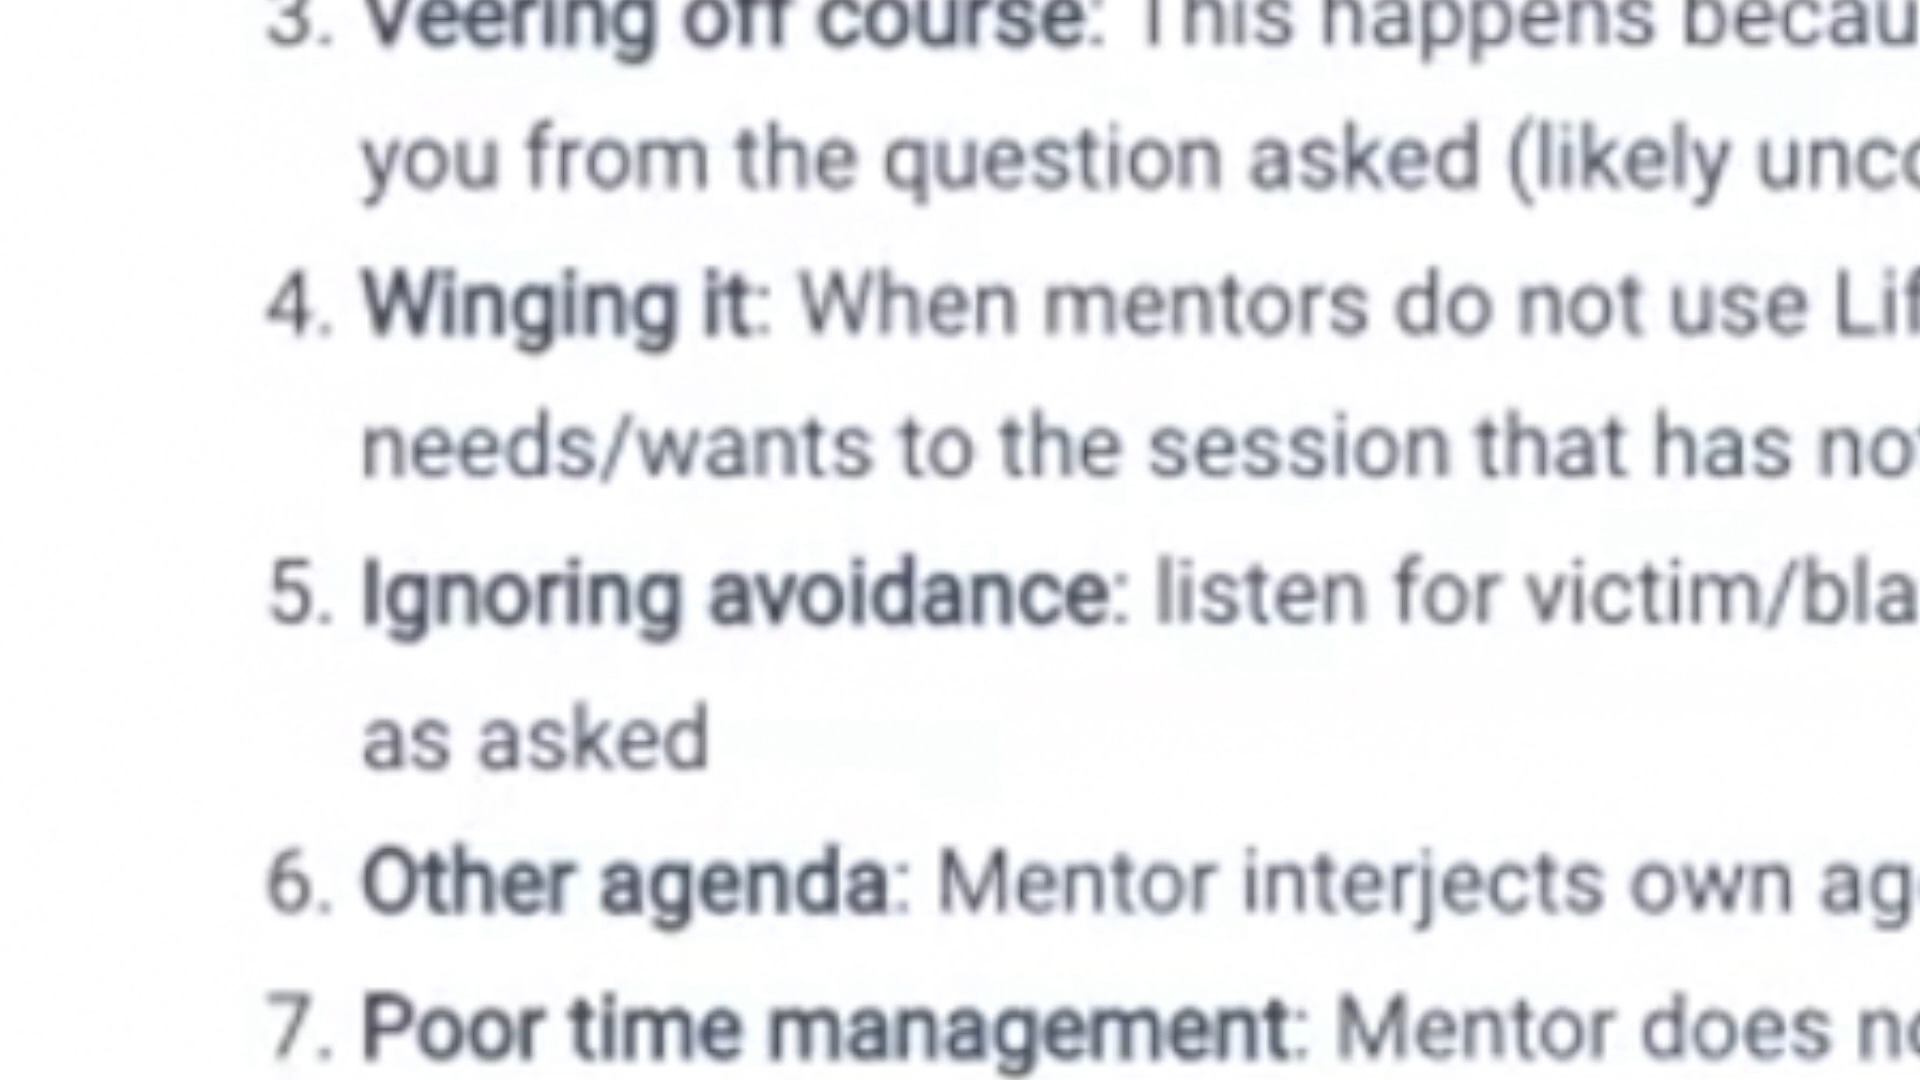 3. Veering off course: This happens becau
you from the question asked (likely unco
4. Winging it: When mentors do not use Lif
needs/wants to the session that has not
5. Ignoring avoidance: listen for victim/bla
as asked
6. Other agenda: Mentor interjects own ag
7. Poor time management: Mentor does no